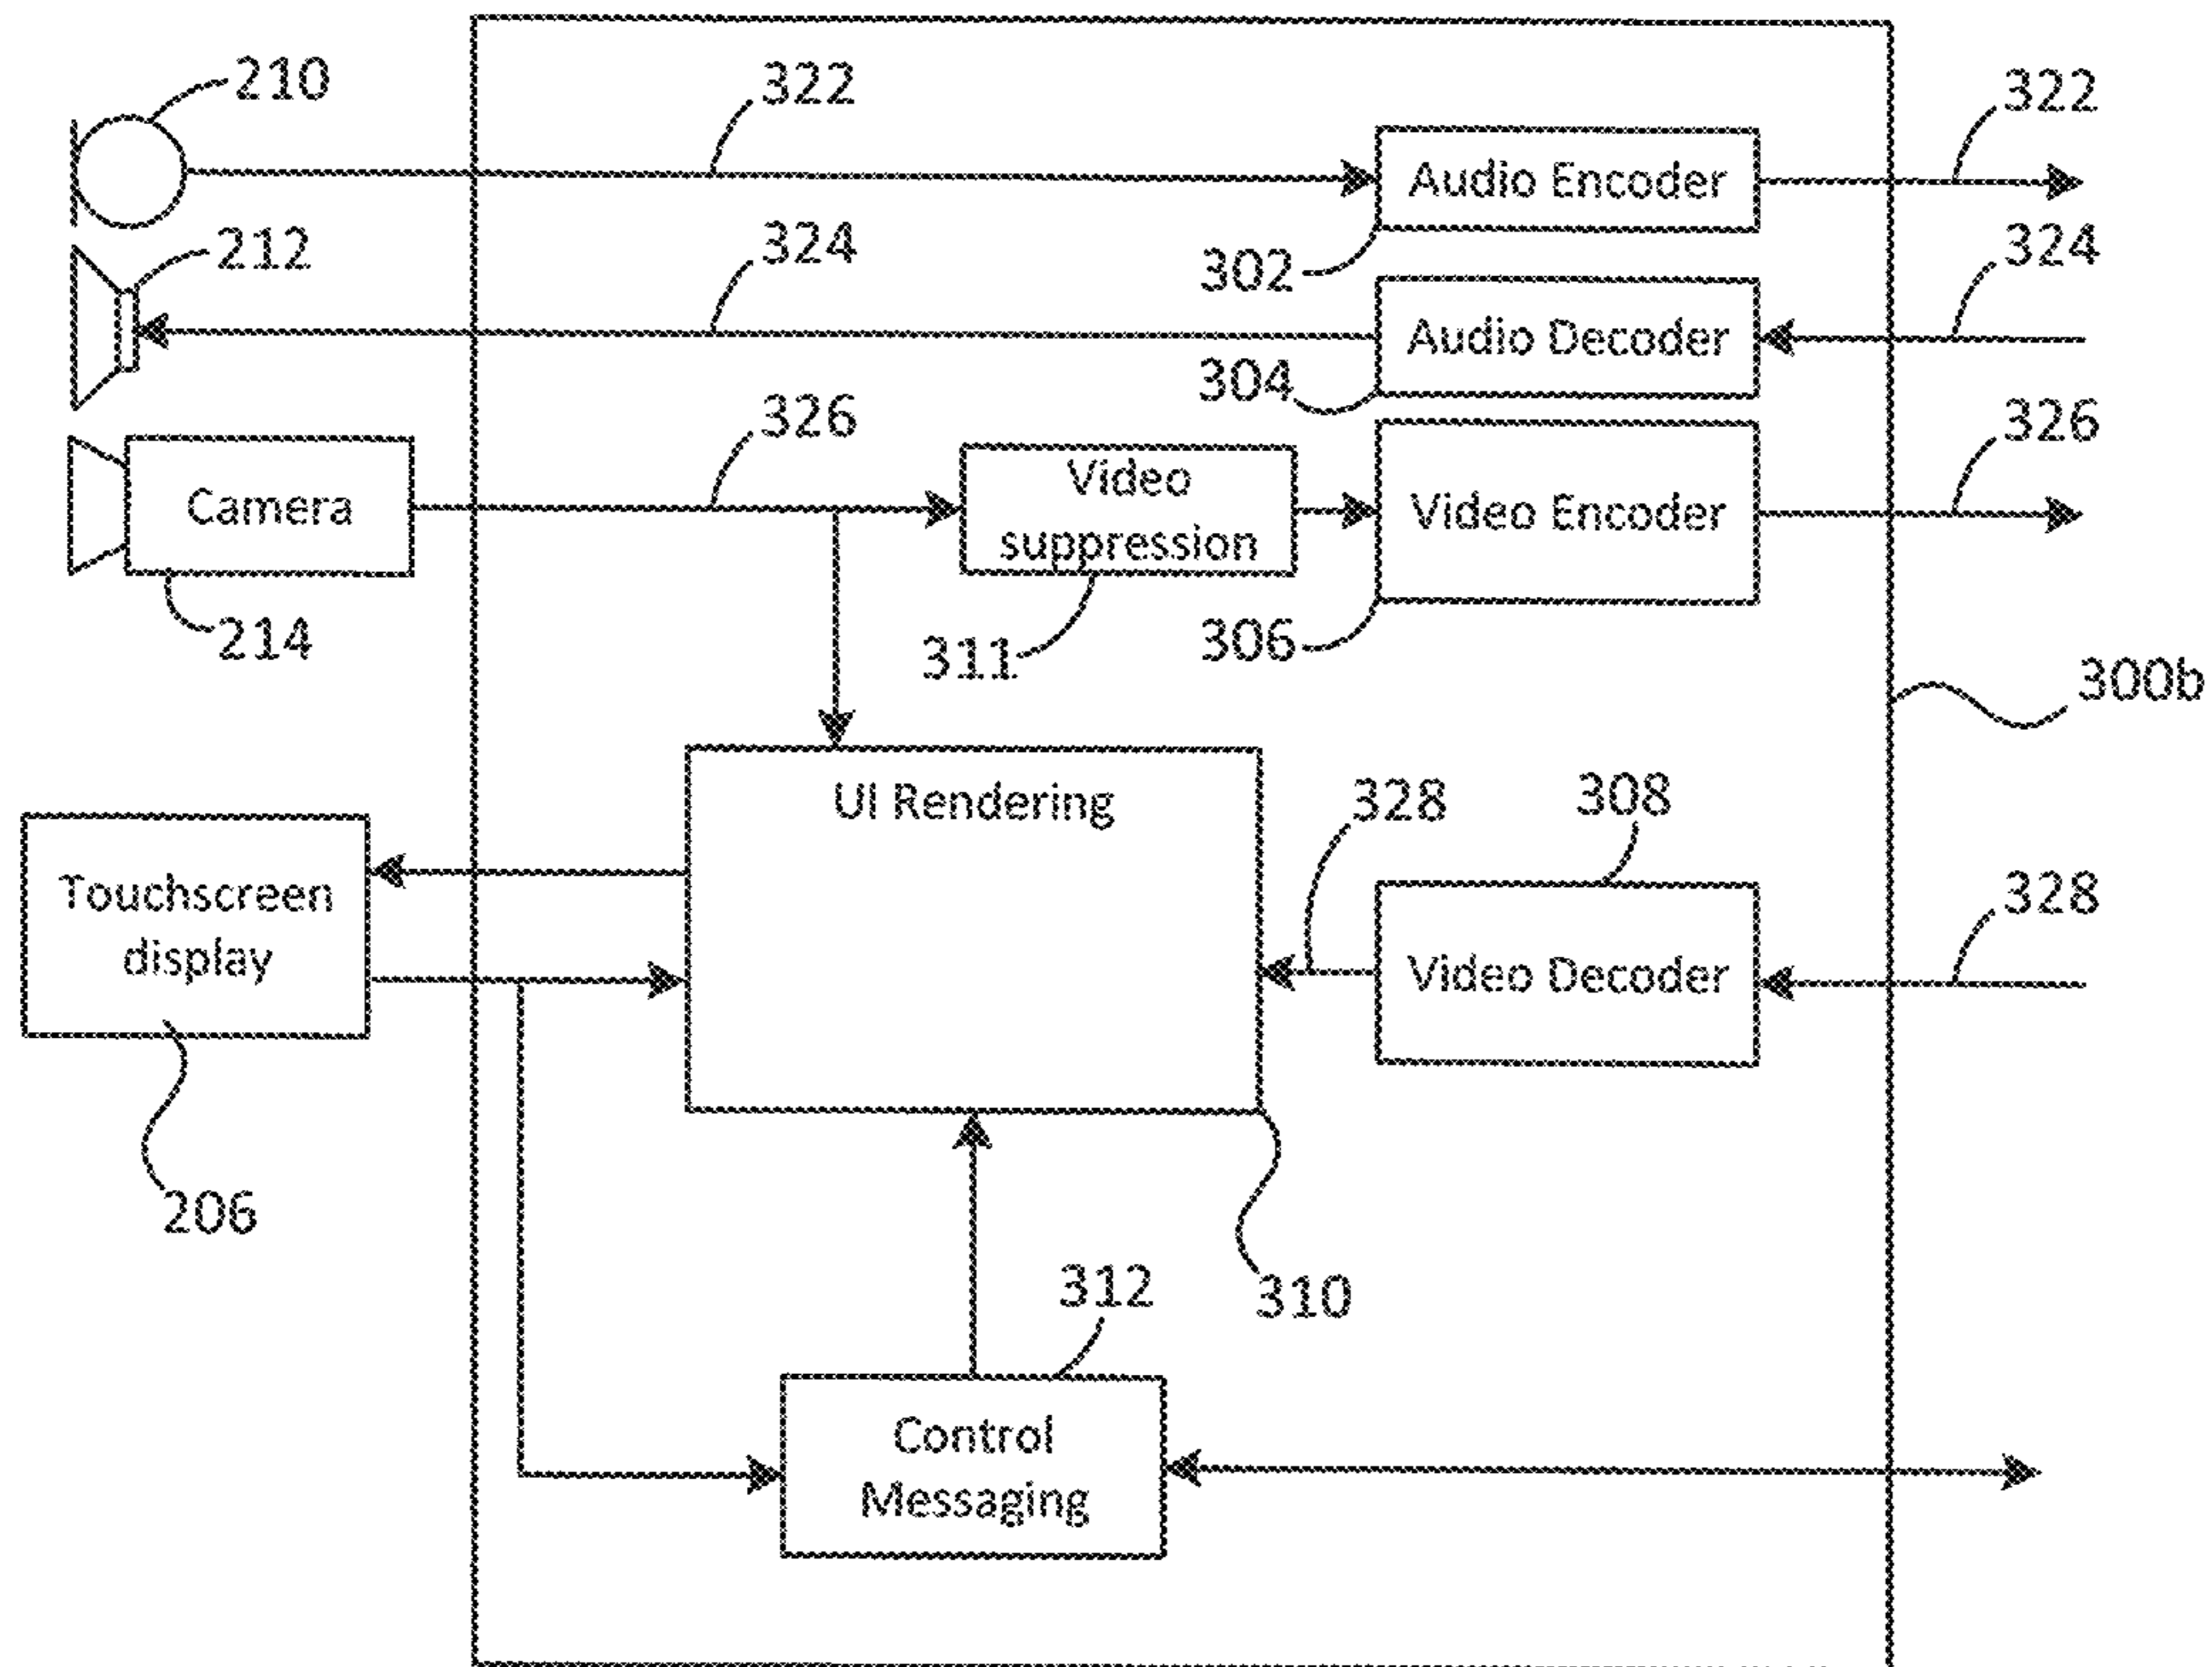 210
322
322
Audio Encoder
302
212
324
324
Audio Decoder
304
326
326
Camera
Video
suppression
Video Encoder
214
311
306
300b
UI Rendering
328
308
328
Touchscreen
display
Video Decoder
206
310
312
Control
Messaging